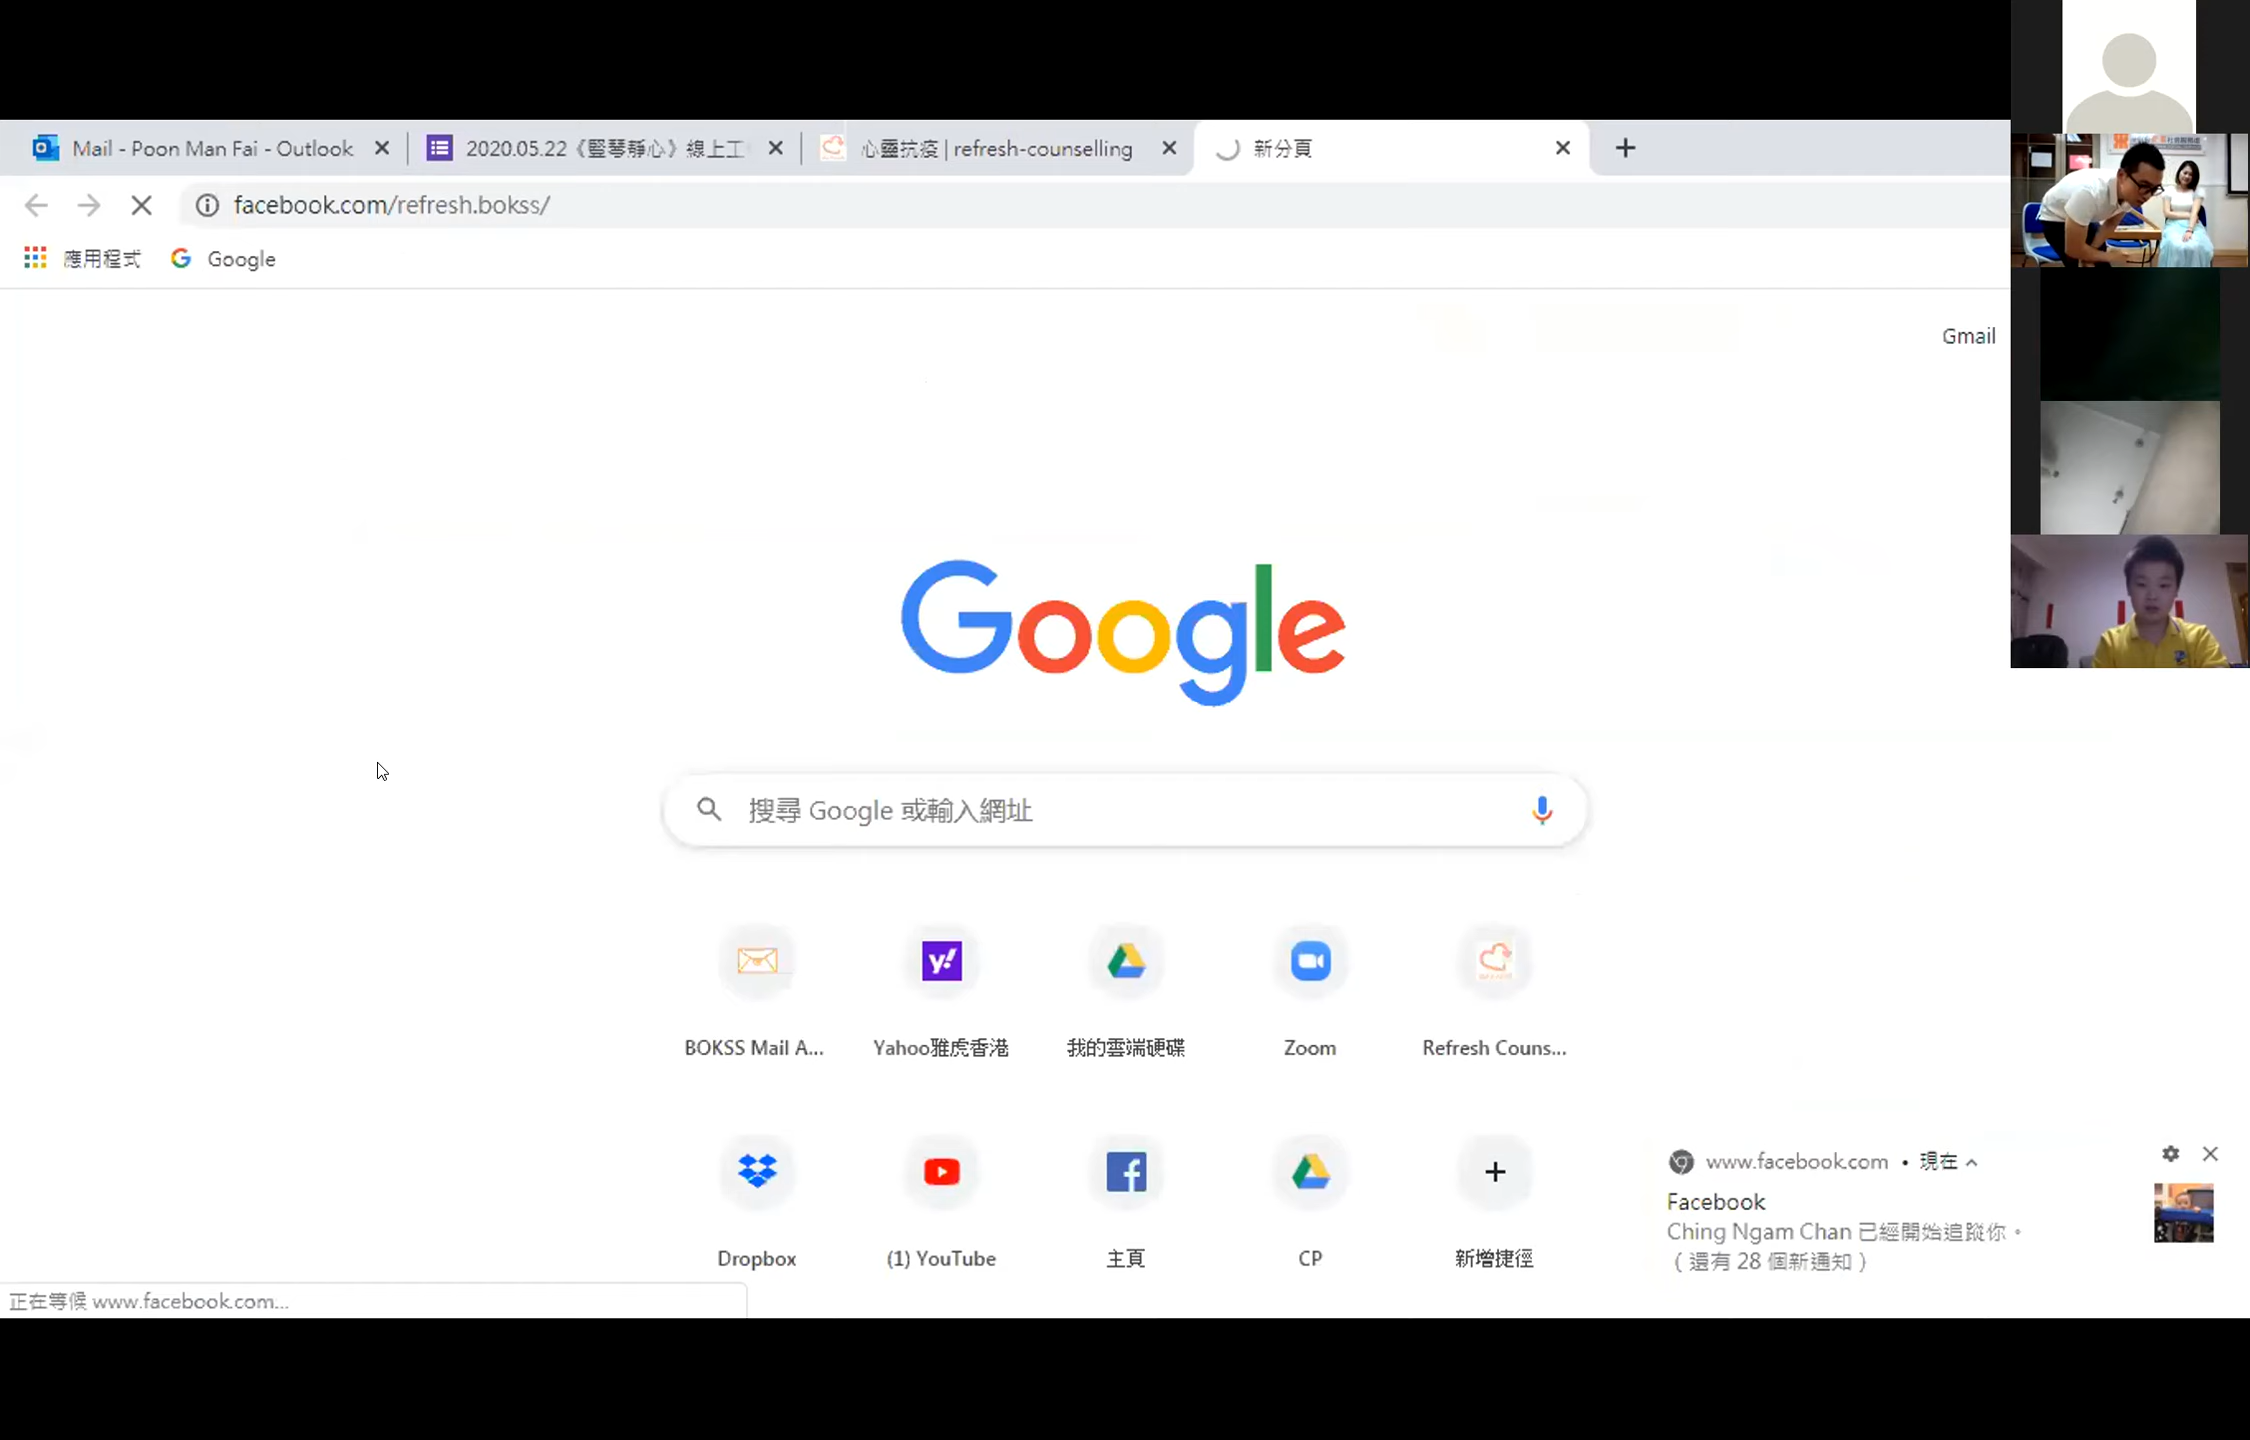 Mail - Poon Man Fai - Outlook
2020.05.22《豎琴靜心》線上工
心靈抗疫 | refresh-counselling
新分頁
facebook.com/refresh.bokss/
應用程式
Google
Gmail
Google
搜尋 Google 或輸入網址
BOKSS Mail A...
Yahoo雅虎香港
我的雲端硬碟
Zoom
Refresh Couns...
Dropbox
(1) YouTube
主頁
CP
新增捷徑
www.facebook.com • 現在
Facebook
Ching Ngam Chan 已經開始追蹤你。
（還有 28 個新通知）
正在等候 www.facebook.com...